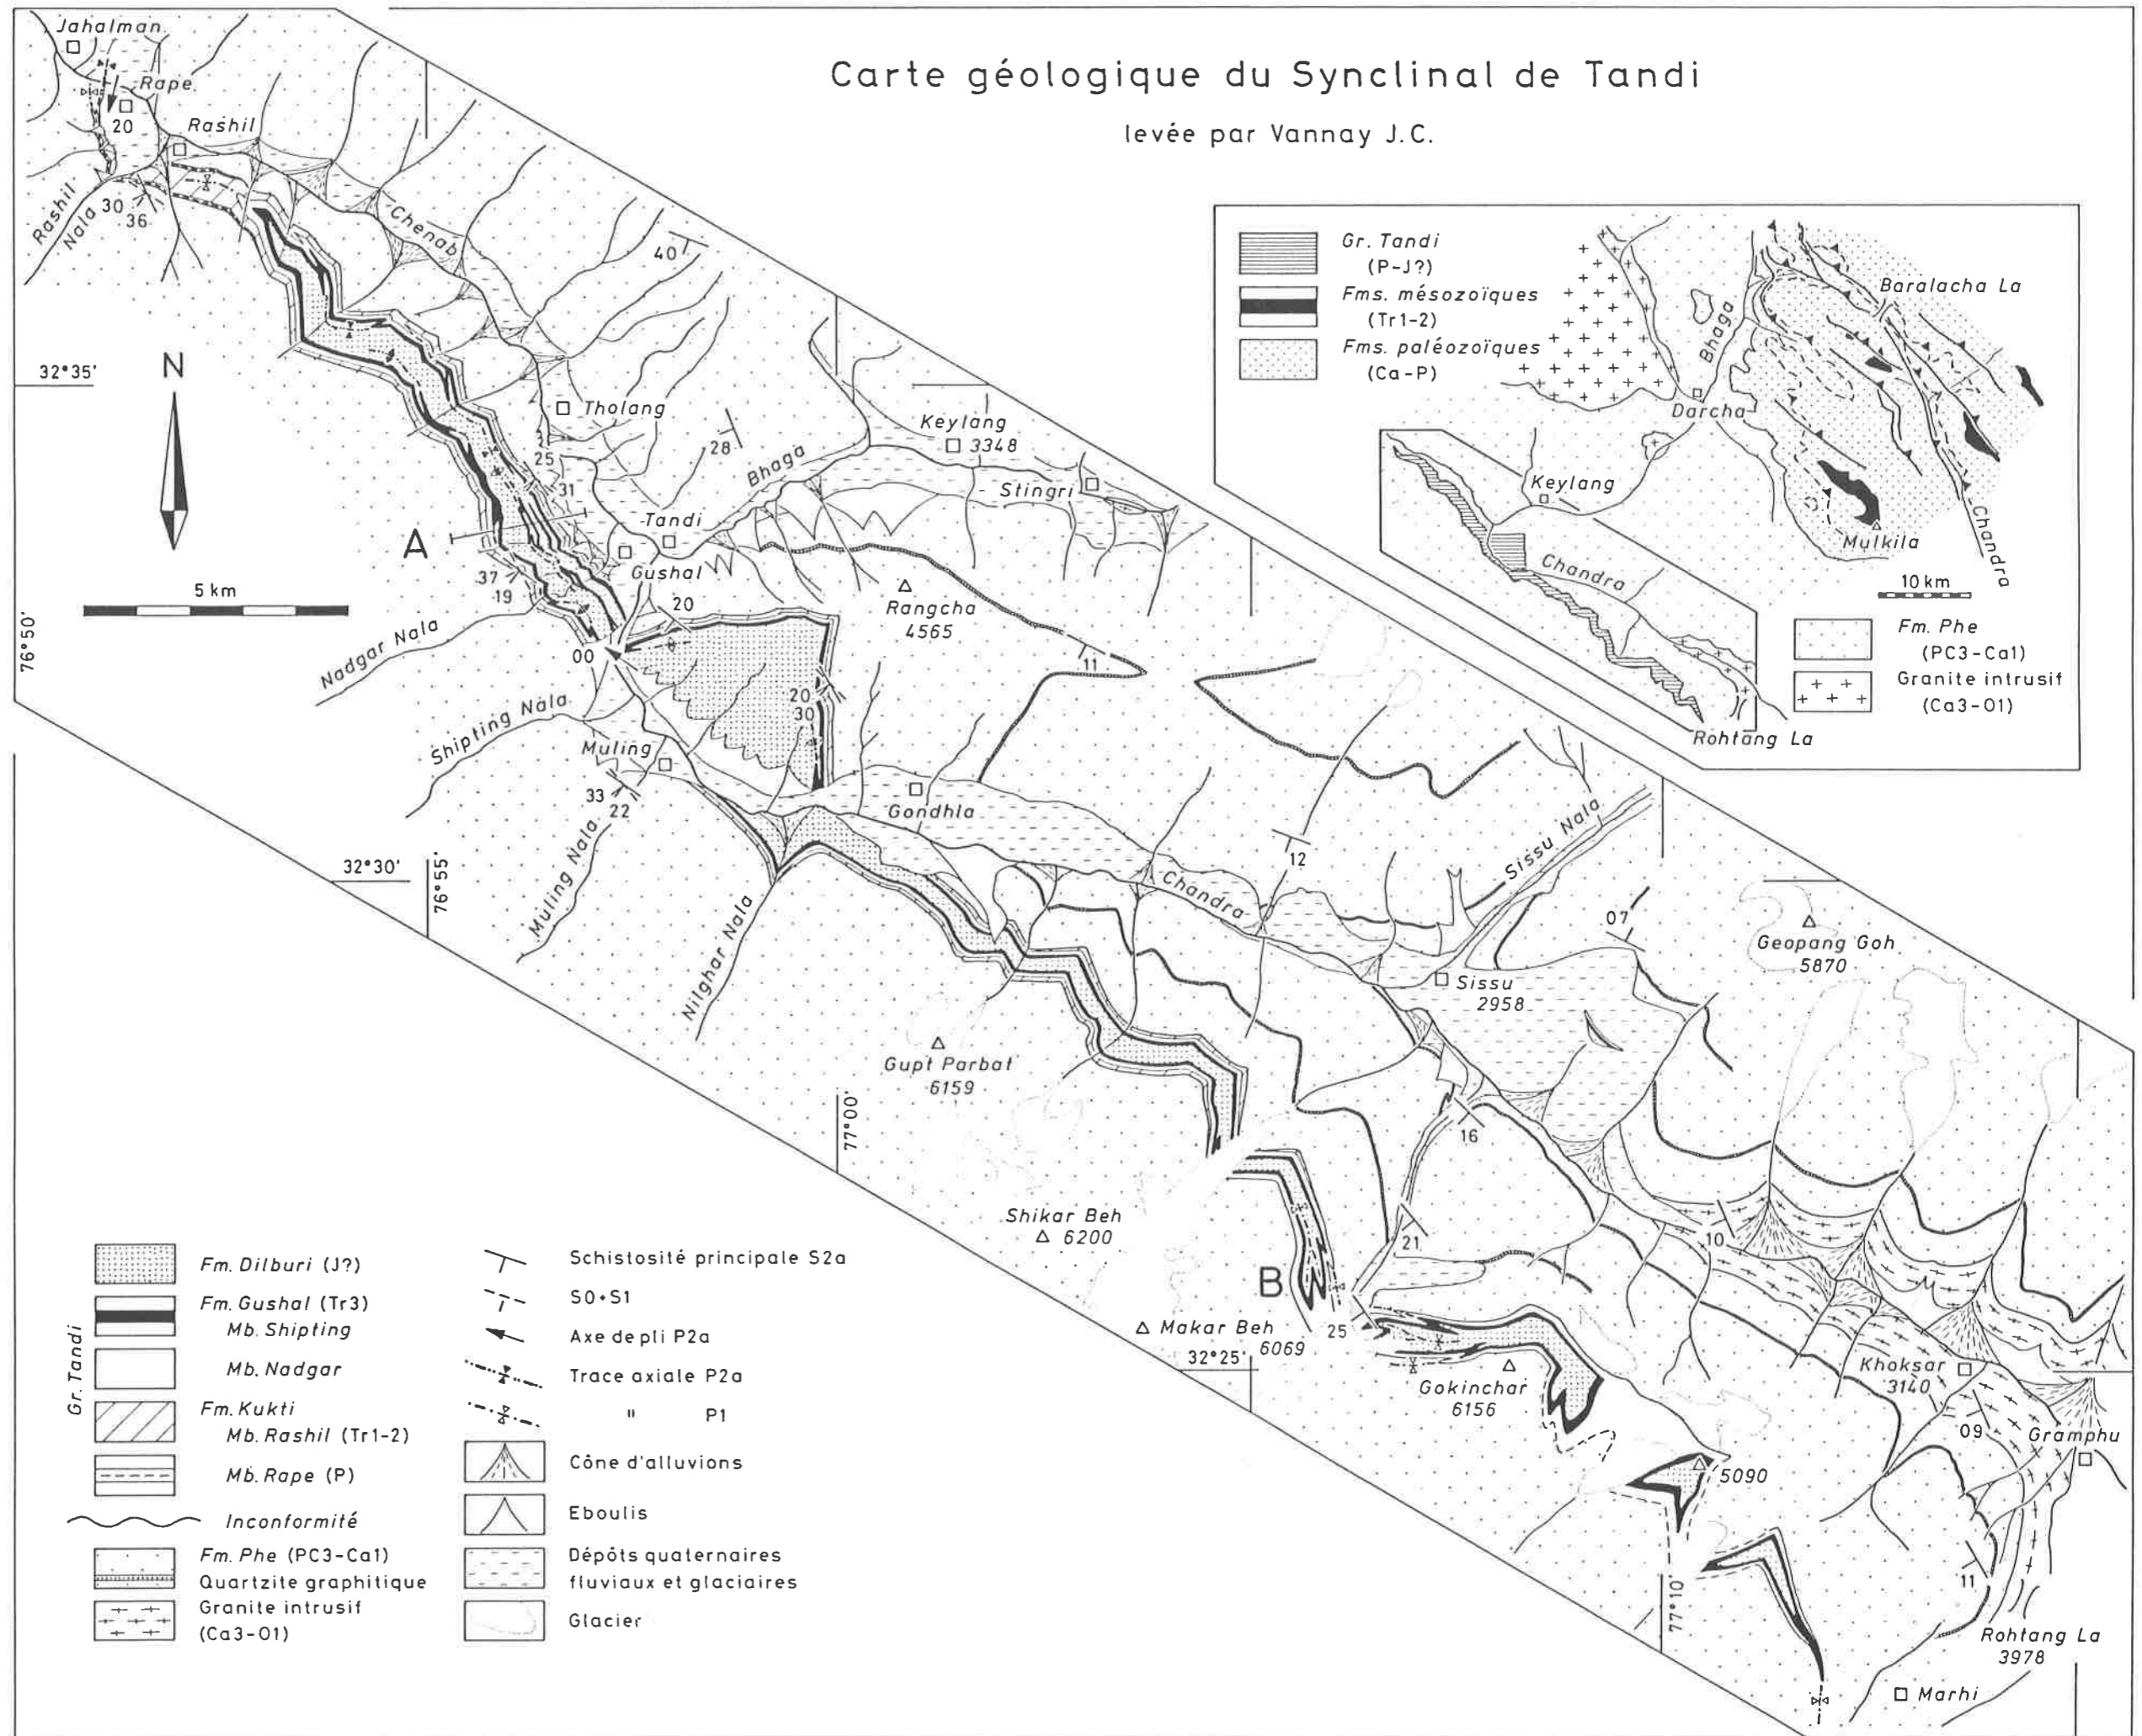 Carte géologique du Synclinal de Tandi
levée par Vannay J.C.
Jahalman
Rape
20
Rashil
Rashil
Nala
30
36
Chenab
40
32°35'
N
Tholang
25
28
31
Bhaga
Keylang
3348
Stingri
Tandi
A
Gushal
37
19
20
5 km
76°50'
Nadgar Nala
00
Rangcha
4565
11
20
30
Shipting Nala
Muling
33
22
Gondhla
Muling Nala
32°30'
76°55'
Nilghar Nala
12
Chandra
Sissu Nala
07
Geopang Goh
5870
Sissu
2958
Gupt Parbat
6159
77°00'
16
Shikar Beh
6200
21
10
B
Makar Beh
6069
25
32°25'
Gokinchar
6156
Khoksar
3140
09
Gramphu
5090
77°10'
11
Rohtang La
3978
Marhi
Gr. Tandi
(P-J?)
Fms. mésozoïques
(Tr1-2)
Fms. paléozoïques
(Ca-P)
Baralacha La
Bhaga
Darcha
Keylang
Chandra
Mulkila
Chandra
10 km
Rohtang La
Fm. Phe
(PC3-Ca1)
Granite intrusif
(Ca3-O1)
Gr. Tandi
Fm. Dilburi (J?)
Fm. Gushal (Tr3)
Mb. Shipting
Mb. Nadgar
Fm. Kukti
Mb. Rashil (Tr1-2)
Mb. Rape (P)
Inconformité
Fm. Phe (PC3-Ca1)
Quartzite graphitique
Granite intrusif
(Ca3-O1)
Schistosité principale S2a
S0+S1
Axe de pli P2a
Trace axiale P2a
" P1
Cône d'alluvions
Eboulis
Dépôts quaternaires
fluviaux et glaciaires
Glacier